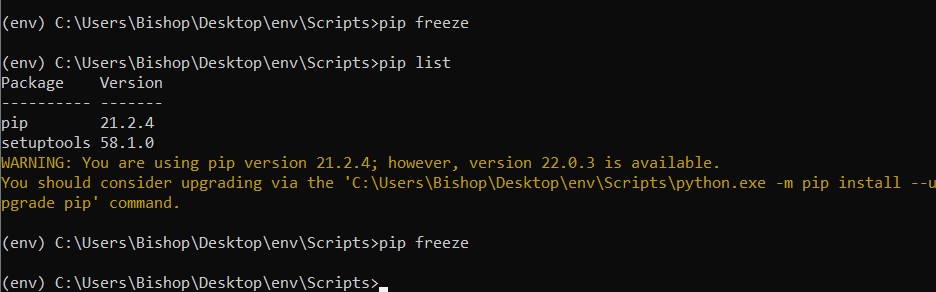 (env) C:\Users\Bishop\Desktop\env\Scripts>pip freeze
(env) C:\Users\Bishop\Desktop\env\Scripts>pip list
Package    Version
---------- -------
pip        21.2.4
setuptools 58.1.0
WARNING: You are using pip version 21.2.4; however, version 22.0.3 is available.
You should consider upgrading via the 'C:\Users\Bishop\Desktop\env\Scripts\python.exe -m pip install --u
pgrade pip' command.
(env) C:\Users\Bishop\Desktop\env\Scripts>pip freeze
(env) C:\Users\Bishop\Desktop\env\Scripts>